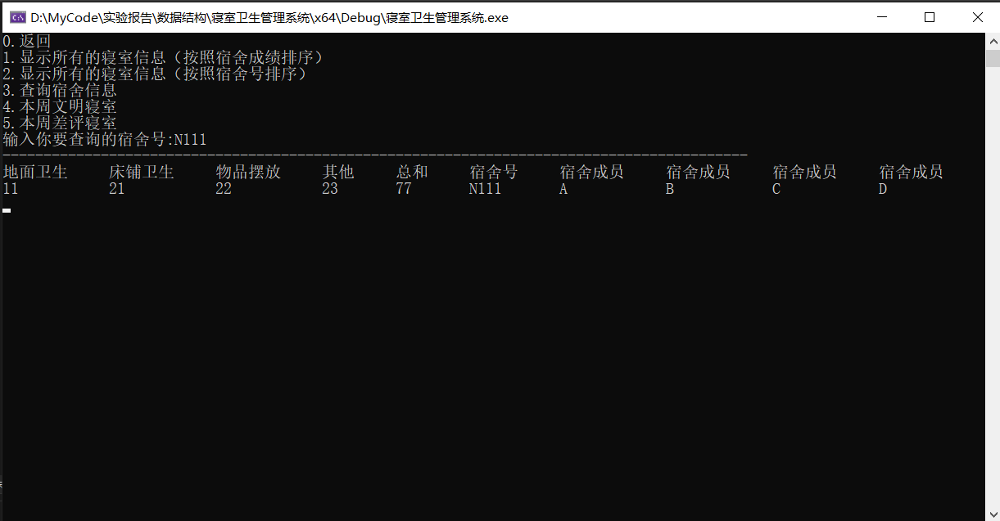 D:\MyCode\实验报告\数据结构\寝室卫生管理系统\x64\Debug\寝室卫生管理系统.exe
0.返回
1.显示所有的寝室信息（按照宿舍成绩排序）
2.显示所有的寝室信息（按照宿舍号排序）
3.查询宿舍信息
4.本周文明寝室
5.本周差评寝室
输入你要查询的宿舍号:N111
-------------------------------------------------------------------------------------------
地面卫生 床铺卫生 物品摆放 其他 总和 宿舍号 宿舍成员 宿舍成员 宿舍成员 宿舍成员
11 21 22 23 77 N111 A B C D